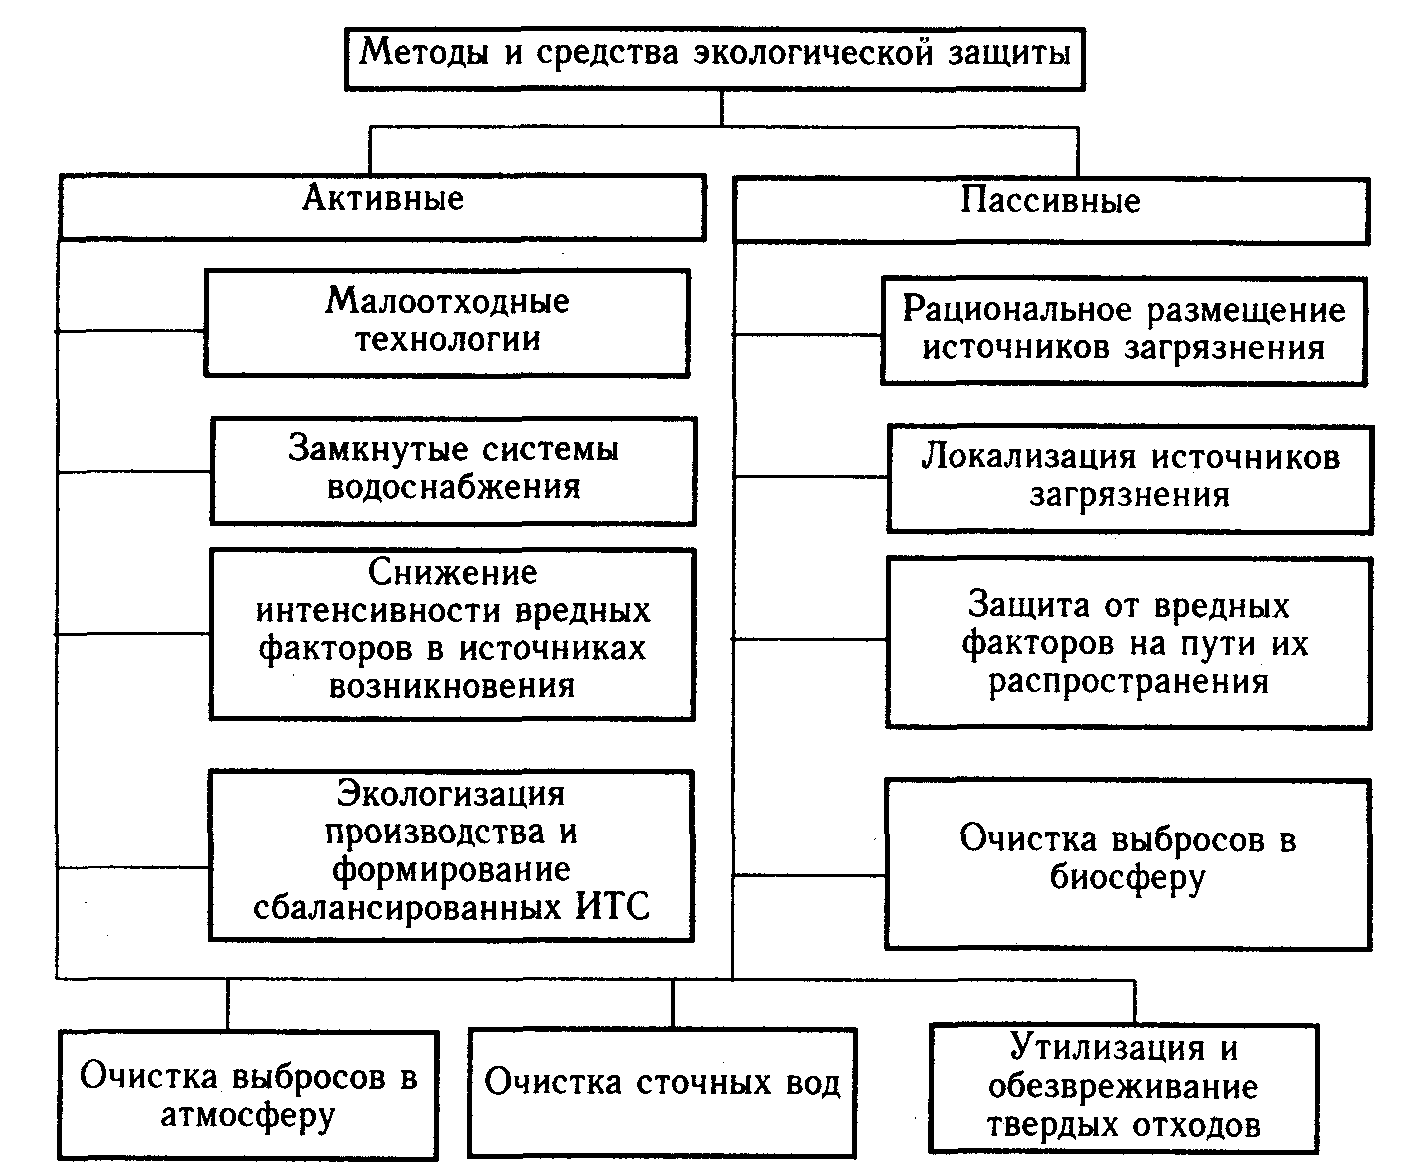 Методы и средства экологической защиты
Активные
Пассивные
Малоотходные
технологии
Замкнутые системы
водоснабжения
Снижение
интенсивности вредных
факторов в источниках
возникновения
Экологизация
производства и
формирование
сбалансированных ИТС
Рациональное размещение
источников загрязнения
Локализация источников
загрязнения
Защита от вредных
факторов на пути их
распространения
Очистка выбросов в
биосферу
Очистка выбросов в
атмосферу
Очистка сточных вод
Утилизация и
обезвреживание
твердых отходов